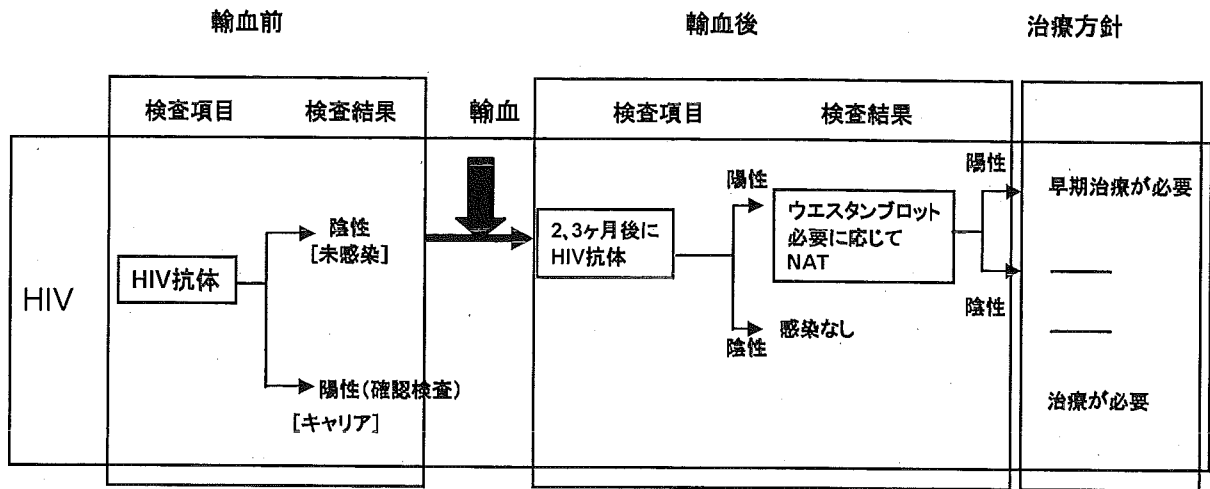 輸血前
輸血後
治療方針
検査項目
検査結果
輸血
検査項目
検査結果
HIV
HIV抗体
陰性
[未感染]
陽性(確認検査)
[キャリア]
2、3ヶ月後に
HIV抗体
陽性
陰性
ウエスタンブロット
必要に応じて
NAT
感染なし
陽性
陰性
早期治療が必要
治療が必要